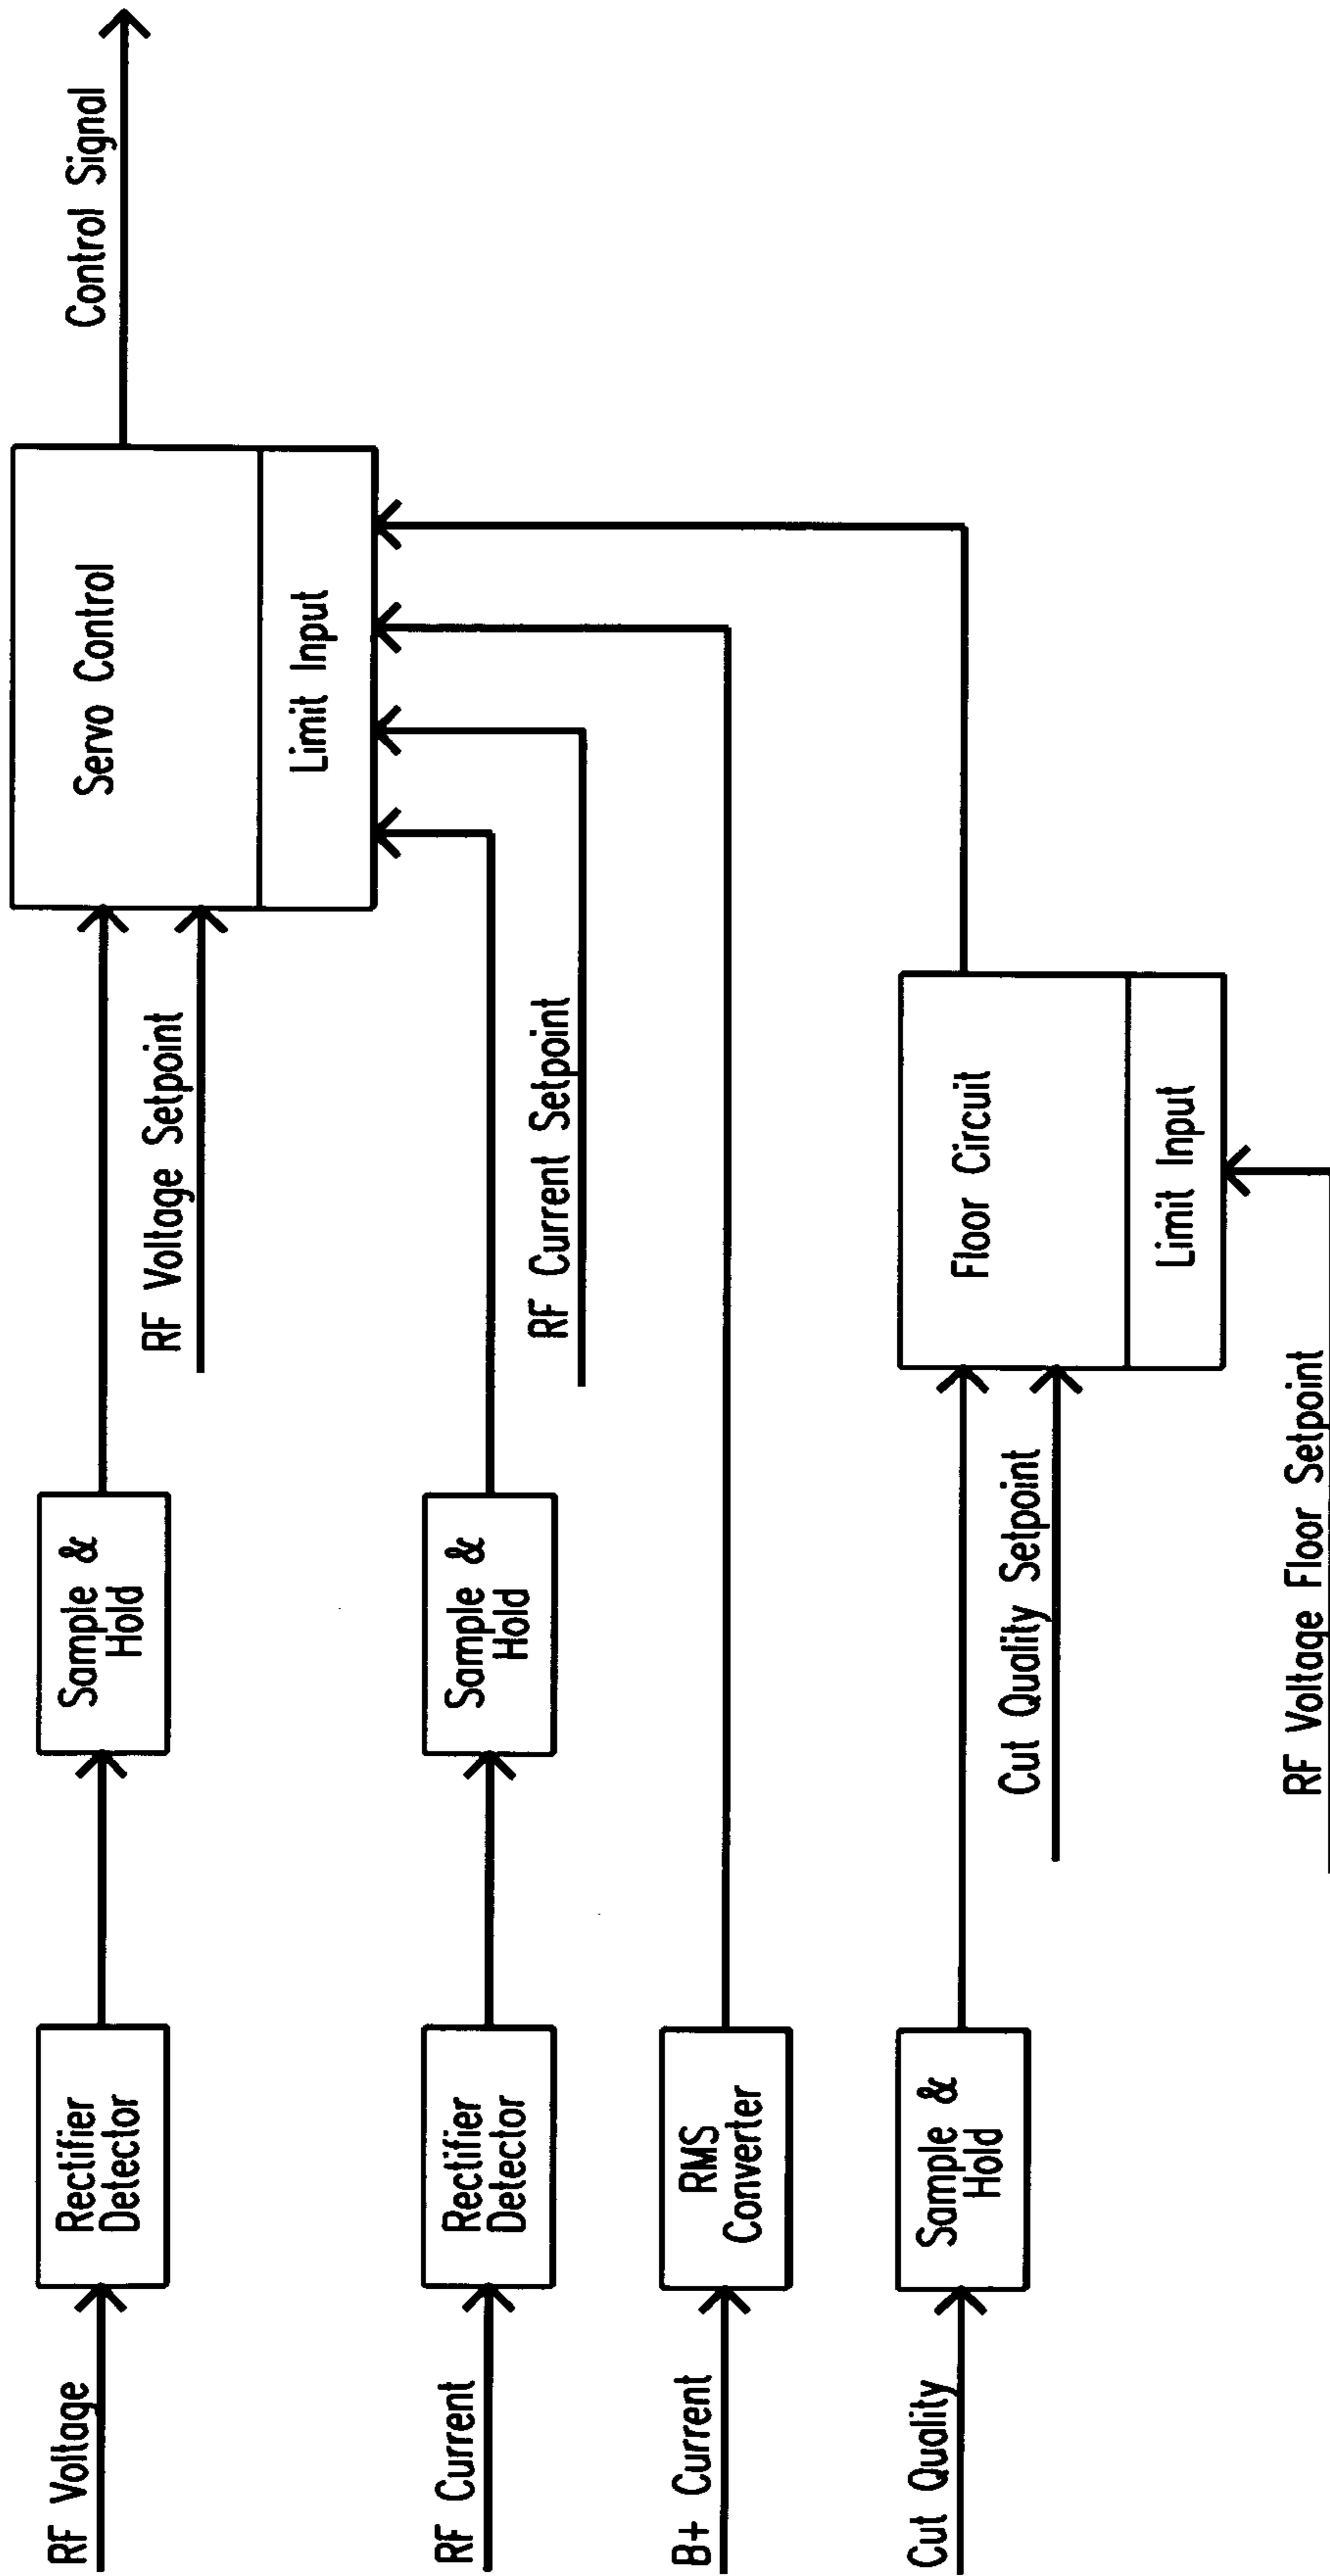 RF Voltage
Rectifier
Detector
Sample &
Hold
RF Voltage Setpoint
Servo Control
Limit Input
Control Signal
RF Current
Rectifier
Detector
Sample &
Hold
RF Current Setpoint
B+ Current
RMS
Converter
Cut Quality
Sample &
Hold
Cut Quality Setpoint
Floor Circuit
Limit Input
RF Voltage Floor Setpoint